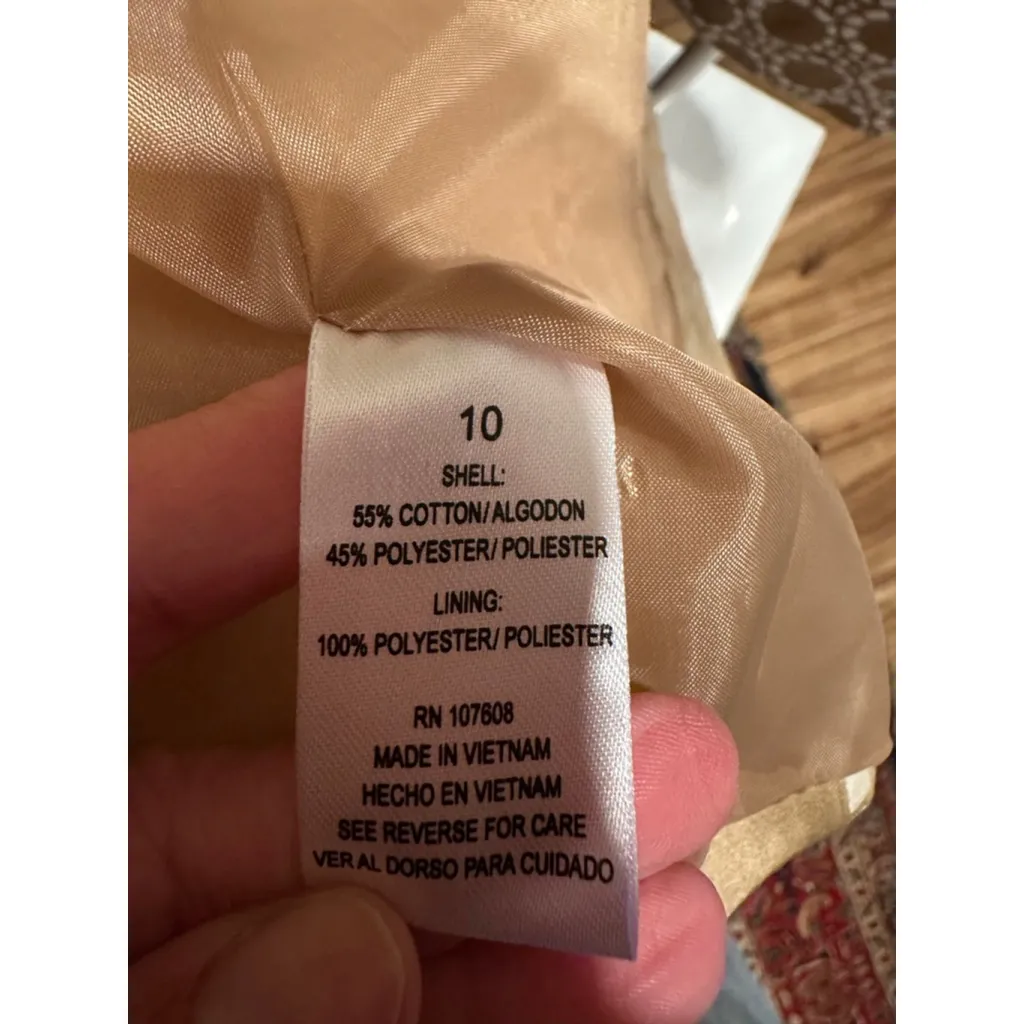 10
SHELL:
55% COTTON/ALGODON
45% POLYESTER/POLIESTER
LINING:
100% POLYESTER/POLIESTER
RN 107608
MADE IN VIETNAM
HECHO EN VIETNAM
SEE REVERSE FOR CARE
VER AL DORSO PARA CUIDADO